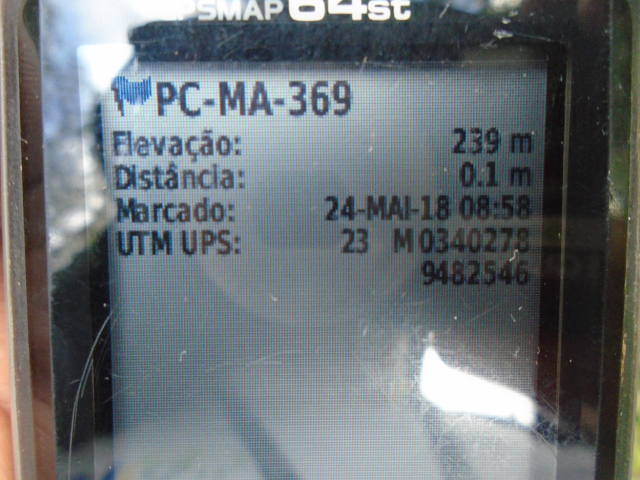 PSMAP 64st
PC-MA-369
Elevação: 239 m
Distância: 0.1 m
Marcado: 24-MAI-18 08:58
UTM UPS: 23 M 0340278
9482546